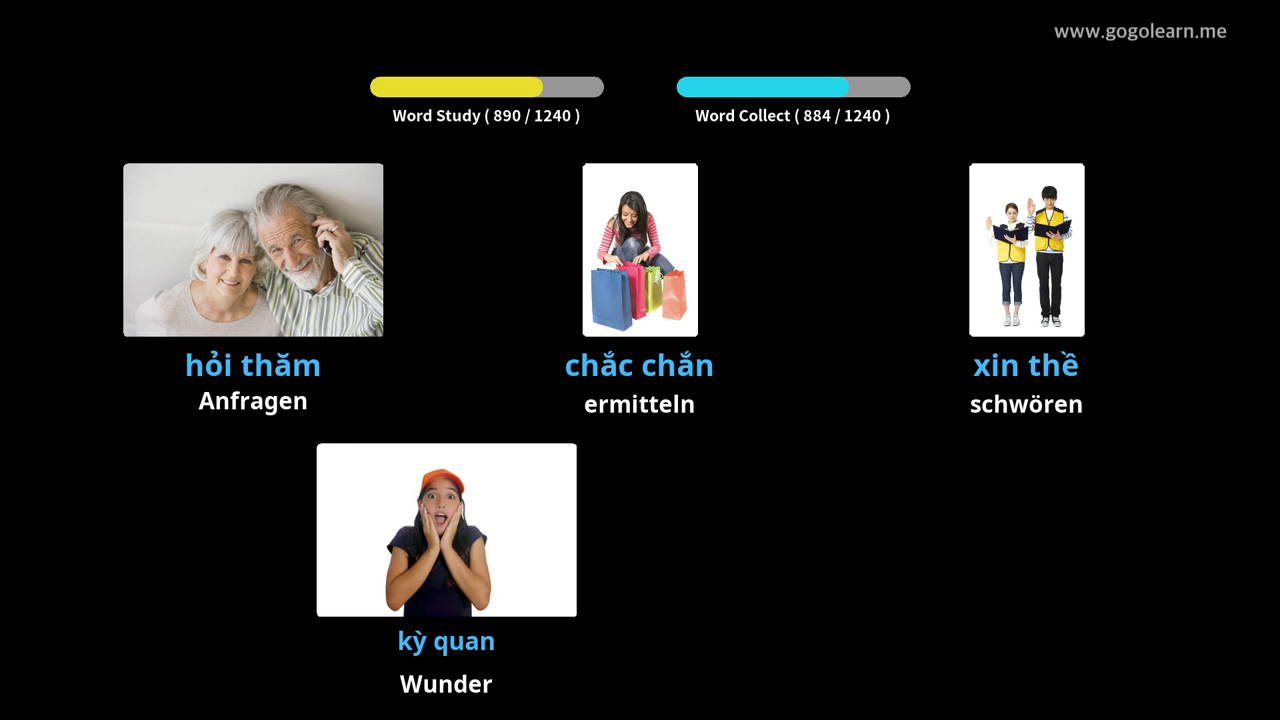 www.gogolearn.me
Word Study ( 890 / 1240 )
Word Collect ( 884 / 1240 )
hỏi thăm
Anfragen
chắc chắn
ermitteln
xin thề
schwören
kỳ quan
Wunder